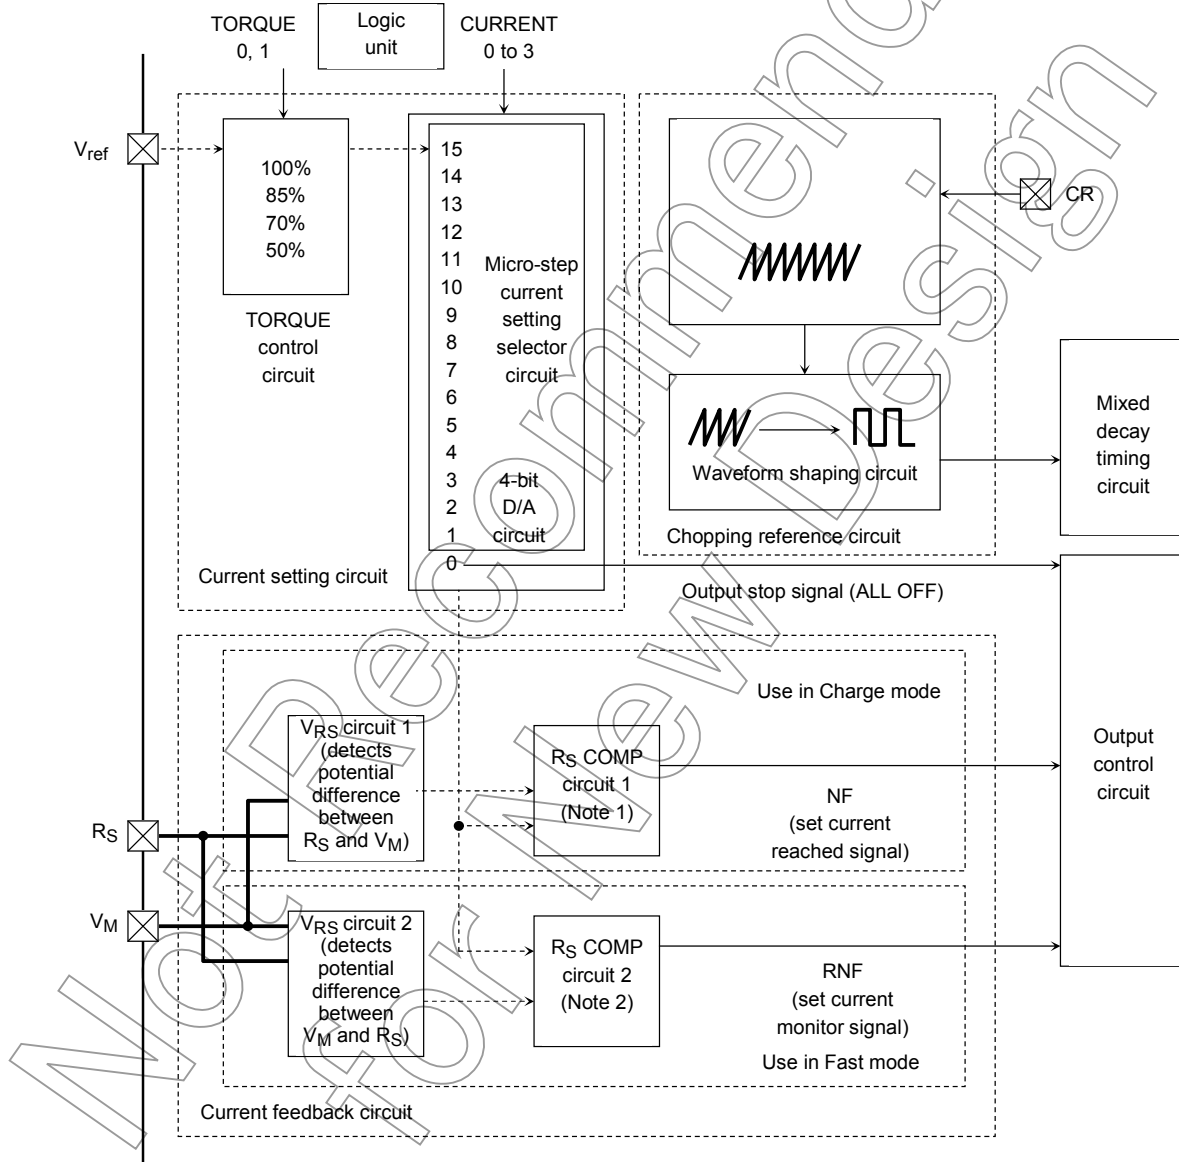 TORQUE
0, 1
Logic
unit
CURRENT
0 to 3
Vref
100%
85%
70%
50%
TORQUE
control
circuit
15
14
13
12
11
10
9
8
7
6
5
4
3
2
1
0
Micro-step
current
setting
selector
circuit
4-bit
D/A
circuit
Current setting circuit
CR
Waveform shaping circuit
Chopping reference circuit
Mixed
decay
timing
circuit
Output stop signal (ALL OFF)
Output
control
circuit
Use in Charge mode
VRS circuit 1
(detects
potential
difference
between
RS and VM)
RS COMP
circuit 1
(Note 1)
NF
(set current
reached signal)
RS
VM
VRS circuit 2
(detects
potential
difference
between
VM and RS)
RS COMP
circuit 2
(Note 2)
RNF
(set current
monitor signal)
Use in Fast mode
Current feedback circuit
Not Recommend
for New Design